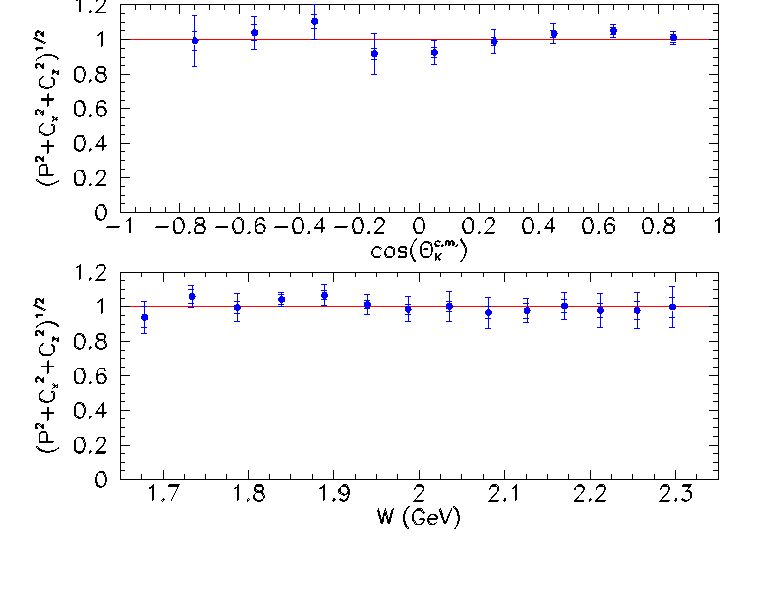 1.2
1
0.8
0.6
0.4
0.2
0
(P²+Cₓ²+C_z²)^1/2
−1 −0.8 −0.6 −0.4 −0.2 0 0.2 0.4 0.6 0.8 1
cos(Θ_K^c.m.)
1.2
1
0.8
0.6
0.4
0.2
0
(P²+Cₓ²+C_z²)^1/2
1.7 1.8 1.9 2 2.1 2.2 2.3
W (GeV)